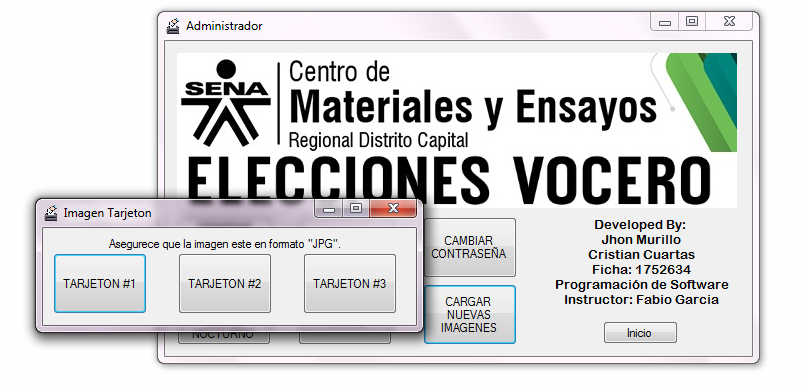 Administrador
SENA
Centro de
Materiales y Ensayos
Regional Distrito Capital
ELECCIONES VOCERO
Imagen Tarjeton
Asegurece que la imagen este en formato "JPG".
TARJETON #1
TARJETON #2
TARJETON #3
CAMBIAR
CONTRASEÑA
CARGAR
NUEVAS
IMAGENES
NOCTURNO
Developed By:
Jhon Murillo
Cristian Cuartas
Ficha: 1752634
Programación de Software
Instructor: Fabio Garcia
Inicio